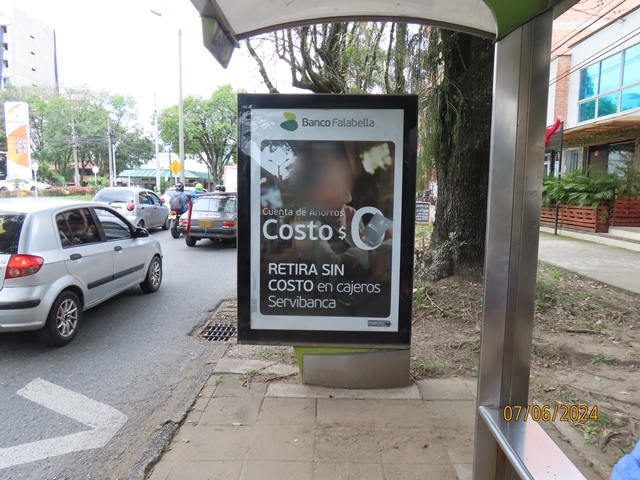 Banco Falabella
Cuenta de Ahorros
Costo $0
RETIRA SIN
COSTO en cajeros
Servibanca
07/06/2024